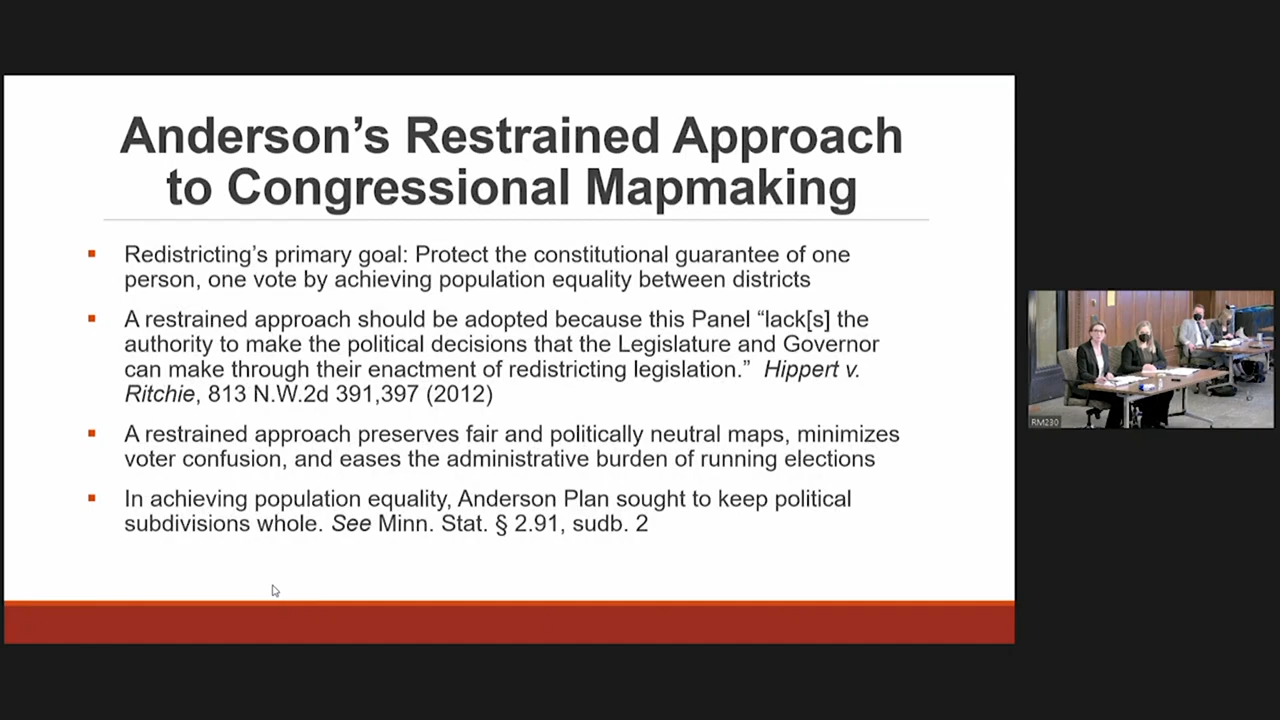 Anderson’s Restrained Approach
to Congressional Mapmaking
▪ Redistricting’s primary goal: Protect the constitutional guarantee of one
person, one vote by achieving population equality between districts
▪ A restrained approach should be adopted because this Panel “lack[s] the
authority to make the political decisions that the Legislature and Governor
can make through their enactment of redistricting legislation.” Hippert v.
Ritchie, 813 N.W.2d 391,397 (2012)
▪ A restrained approach preserves fair and politically neutral maps, minimizes
voter confusion, and eases the administrative burden of running elections
▪ In achieving population equality, Anderson Plan sought to keep political
subdivisions whole. See Minn. Stat. § 2.91, sudb. 2
RM230